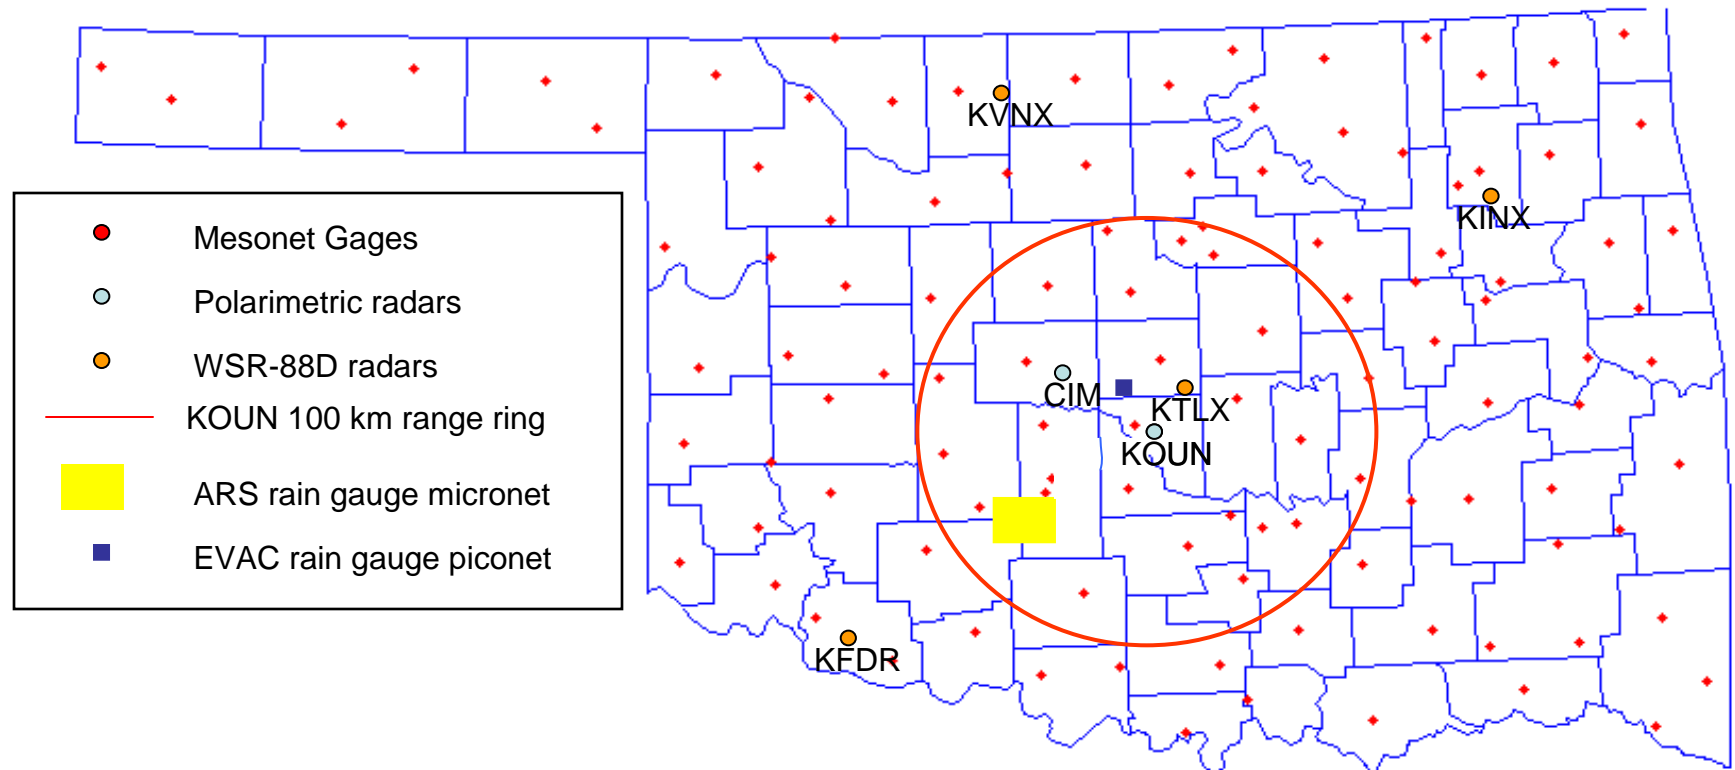 KVNX
KINX
Mesonet Gages
Polarimetric radars
WSR-88D radars
KOUN 100 km range ring
ARS rain gauge micronet
EVAC rain gauge piconet
CIM
KTLX
KOUN
KFDR